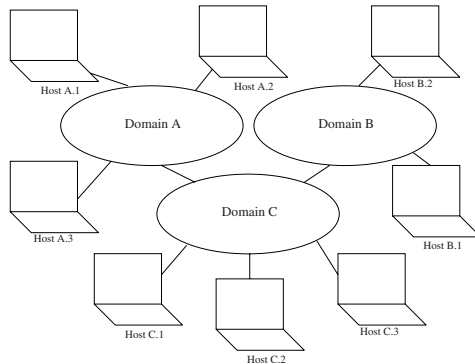 Host A.1
Host A.2
Host B.2
Domain A
Domain B
Host A.3
Domain C
Host B.1
Host C.1
Host C.2
Host C.3